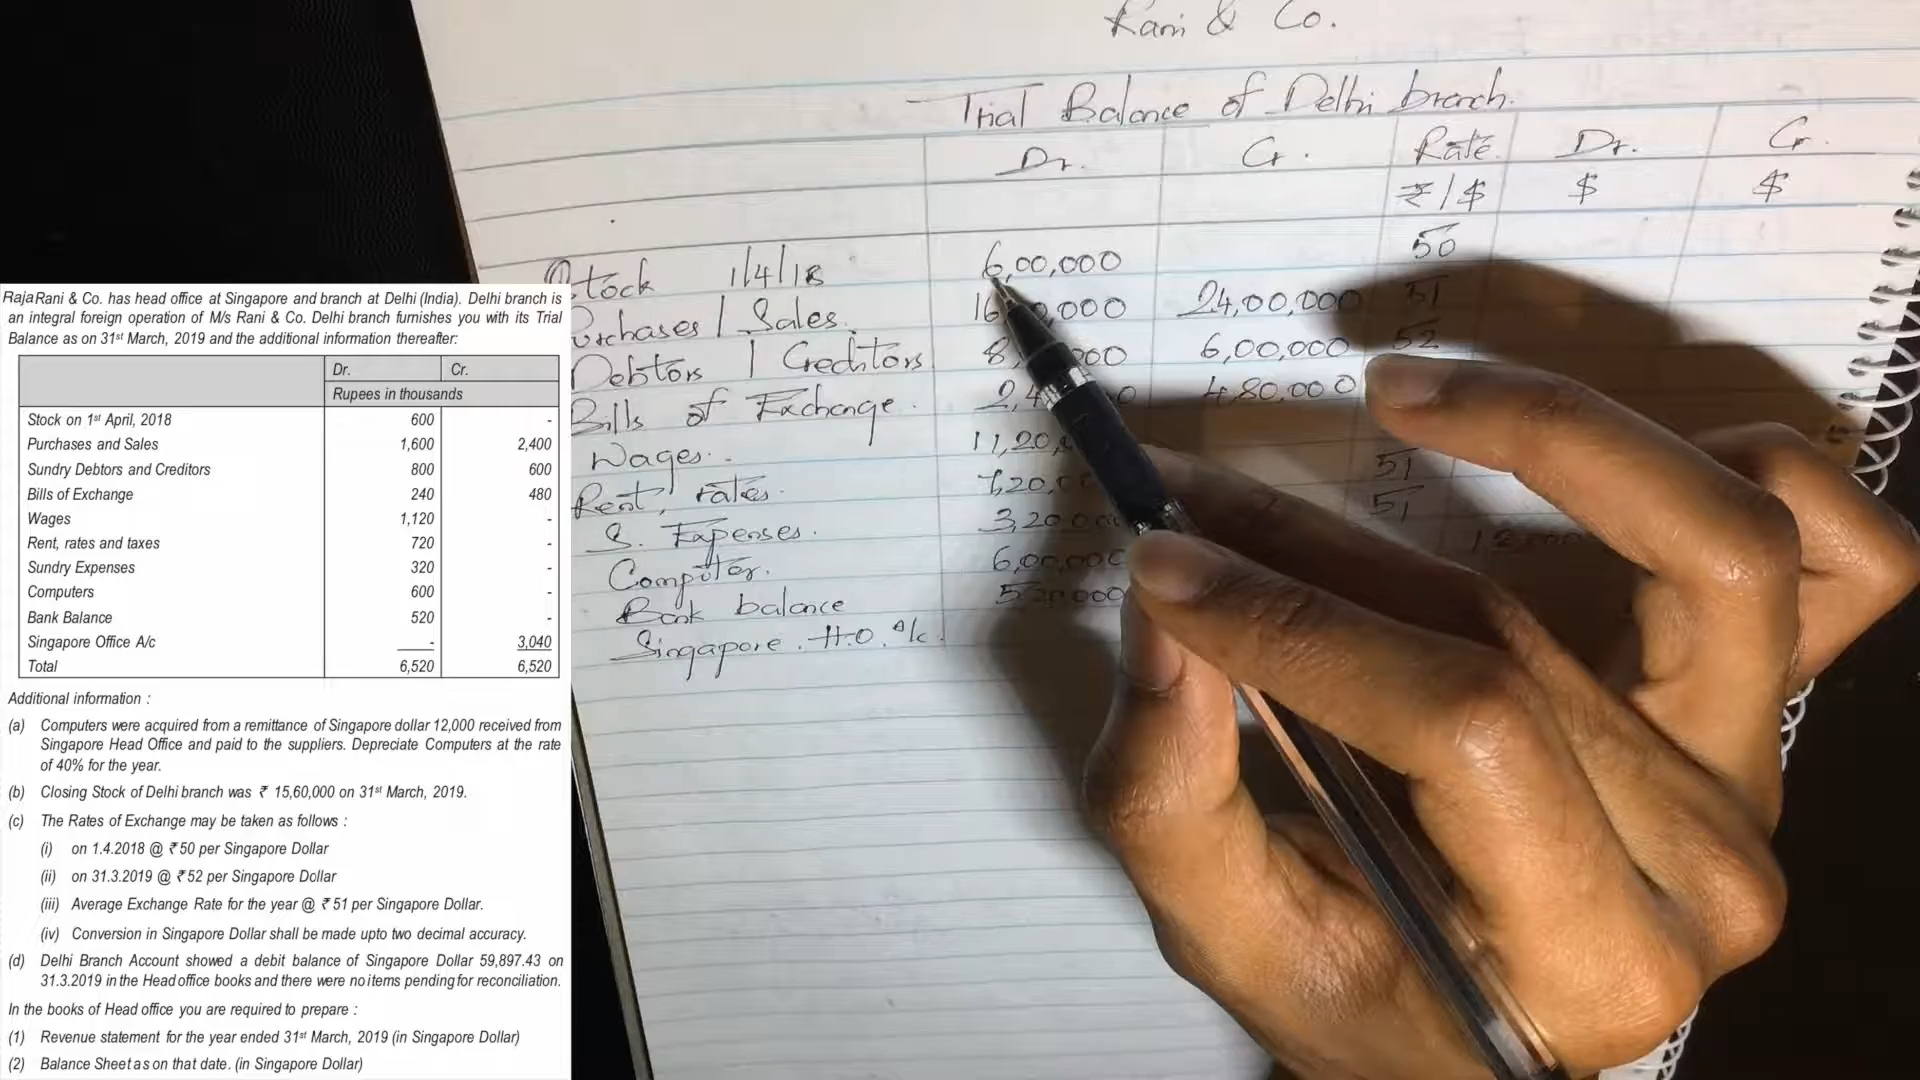 Rani & Co.
Trial Balance of Delhi branch.
Dr. Cr. Rate Dr. Cr.
₹/$ $ $
Stock 1/4/18 6,00,000 50
Purchases / Sales. 24,00,000 51
Debtors / Creditors 6,00,000 52
Bills of Exchange. 4,80,000
Wages..
Rent, rates. 51
S. Expenses. 51
Computer. 6,00,000
Bank balance 520000
Singapore. H.O. A/c.
RajaRani & Co. has head office at Singapore and branch at Delhi (India). Delhi branch is
an integral foreign operation of M/s Rani & Co. Delhi branch furnishes you with its Trial
Balance as on 31st March, 2019 and the additional information thereafter:
Dr. Cr.
Rupees in thousands
Stock on 1st April, 2018 600 -
Purchases and Sales 1,600 2,400
Sundry Debtors and Creditors 800 600
Bills of Exchange 240 480
Wages 1,120 -
Rent, rates and taxes 720 -
Sundry Expenses 320 -
Computers 600 -
Bank Balance 520 -
Singapore Office A/c - 3,040
Total 6,520 6,520
Additional information :
(a) Computers were acquired from a remittance of Singapore dollar 12,000 received from
Singapore Head Office and paid to the suppliers. Depreciate Computers at the rate
of 40% for the year.
(b) Closing Stock of Delhi branch was ₹ 15,60,000 on 31st March, 2019.
(c) The Rates of Exchange may be taken as follows :
(i) on 1.4.2018 @ ₹ 50 per Singapore Dollar
(ii) on 31.3.2019 @ ₹ 52 per Singapore Dollar
(iii) Average Exchange Rate for the year @ ₹ 51 per Singapore Dollar.
(iv) Conversion in Singapore Dollar shall be made upto two decimal accuracy.
(d) Delhi Branch Account showed a debit balance of Singapore Dollar 59,897.43 on
31.3.2019 in the Head office books and there were no items pending for reconciliation.
In the books of Head office you are required to prepare :
(1) Revenue statement for the year ended 31st March, 2019 (in Singapore Dollar)
(2) Balance Sheet as on that date. (in Singapore Dollar)